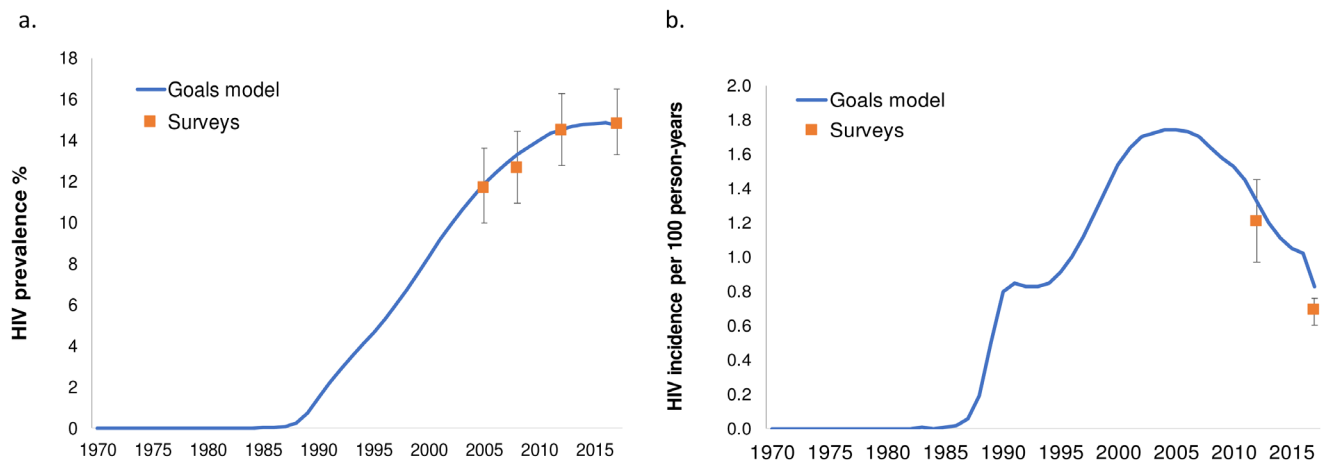 a.
18
16
14
12
10
8
6
4
2
0
HIV prevalence %
Goals model
Surveys
1970 1975 1980 1985 1990 1995 2000 2005 2010 2015
b.
2.0
1.8
1.6
1.4
1.2
1.0
0.8
0.6
0.4
0.2
0.0
HIV incidence per 100 person-years
Goals model
Surveys
1970 1975 1980 1985 1990 1995 2000 2005 2010 2015